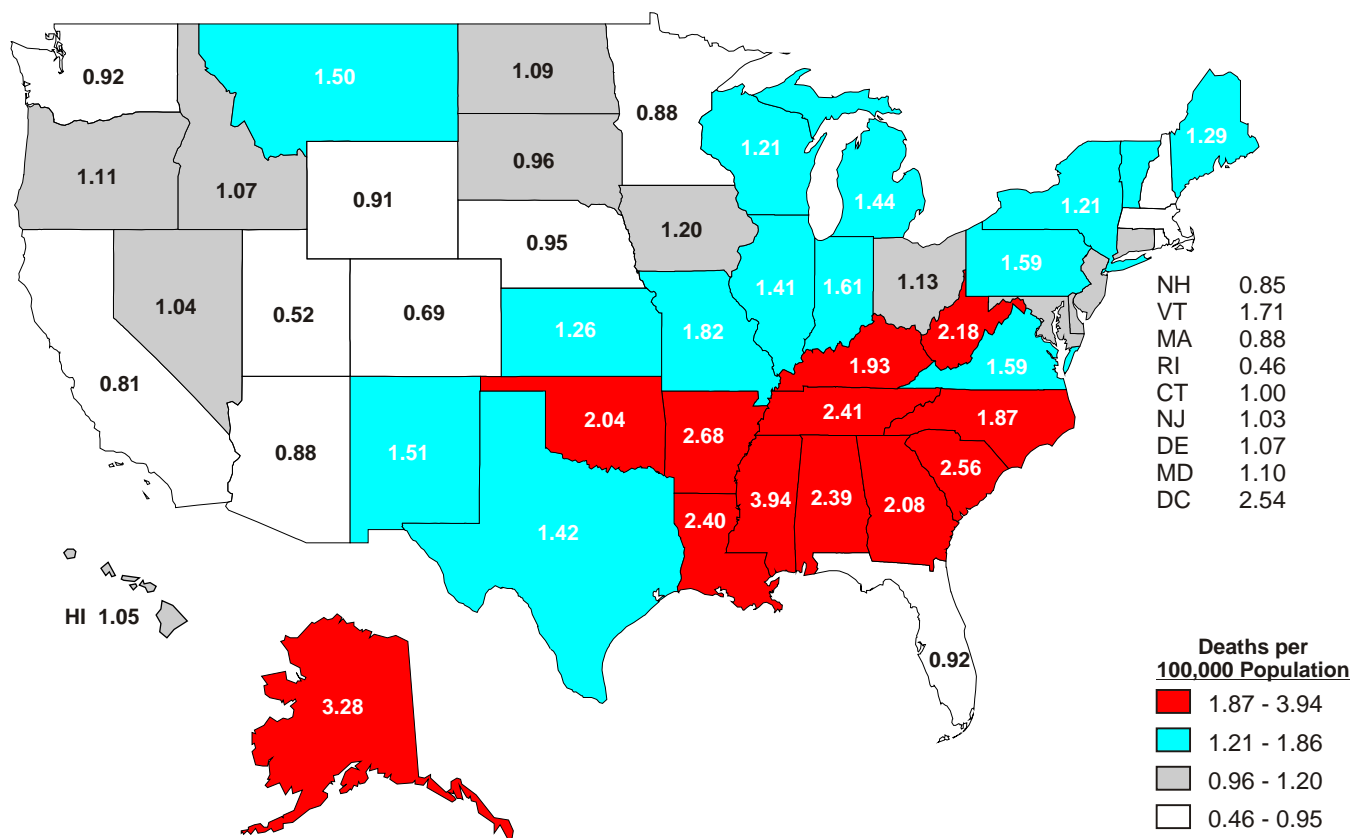 0.92
1.50
1.09
0.88
1.29
1.11
1.07
0.96
1.21
1.44
1.21
0.91
0.95
1.20
1.59
1.04
0.52
0.69
1.26
1.82
1.41
1.61
1.13
2.18
1.59
0.81
0.88
1.51
2.04
2.68
1.93
2.41
1.87
2.56
1.42
2.40
3.94
2.39
2.08
0.92
NH 0.85
VT 1.71
MA 0.88
RI 0.46
CT 1.00
NJ 1.03
DE 1.07
MD 1.10
DC 2.54
HI 1.05
3.28
Deaths per
100,000 Population
1.87 - 3.94
1.21 - 1.86
0.96 - 1.20
0.46 - 0.95